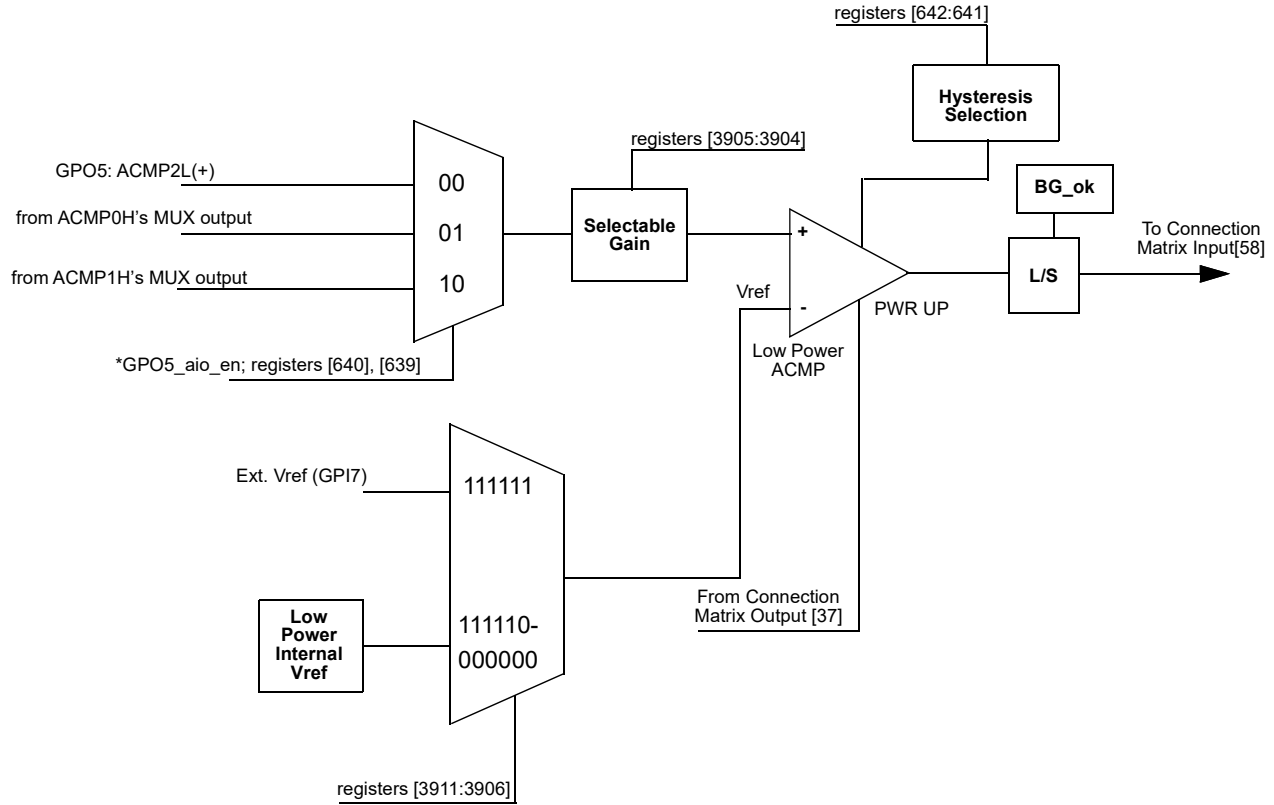 registers [642:641]
Hysteresis
Selection
registers [3905:3904]
GPO5: ACMP2L(+)
00
from ACMP0H's MUX output
01
from ACMP1H's MUX output
10
*GPO5_aio_en; registers [640], [639]
Selectable
Gain
+
-
Vref
Low Power
ACMP
PWR UP
BG_ok
L/S
To Connection
Matrix Input[58]
Ext. Vref (GPI7)
111111
Low
Power
Internal
Vref
111110-
000000
From Connection
Matrix Output [37]
registers [3911:3906]